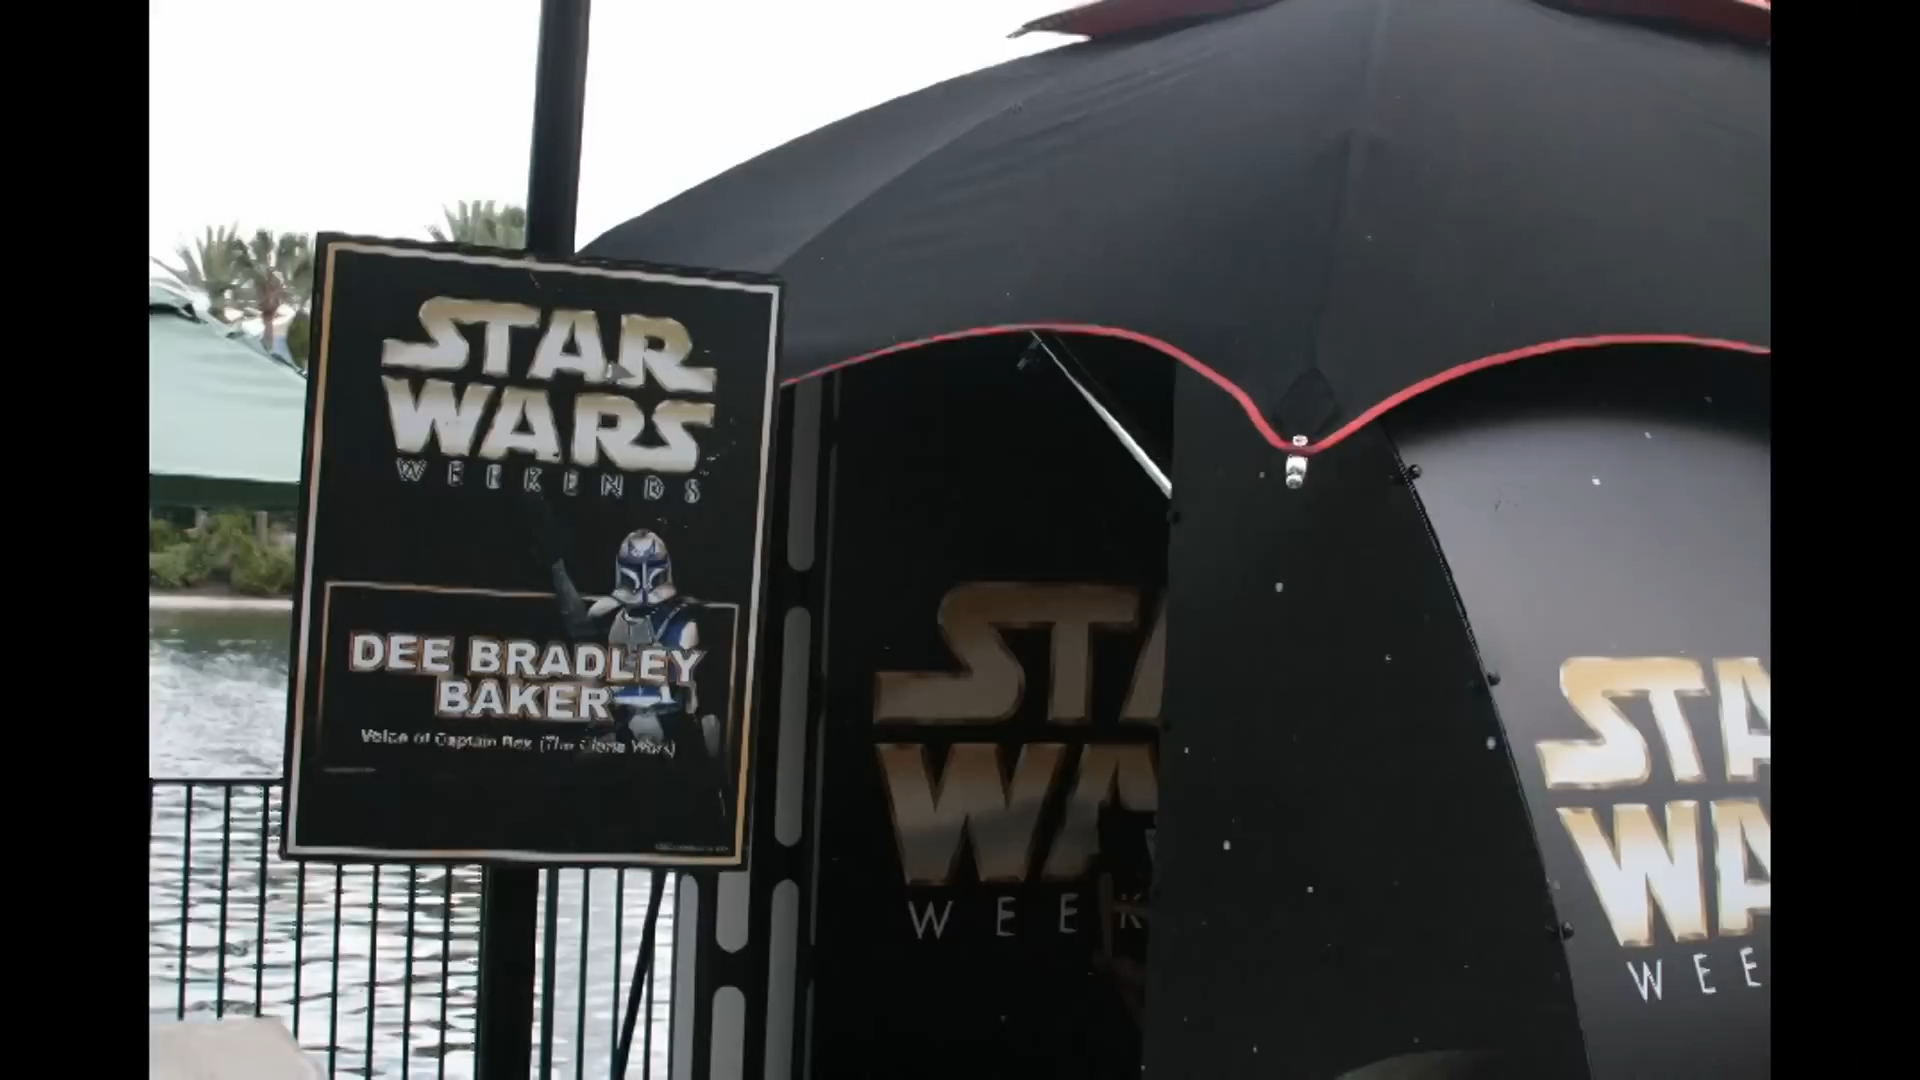 STAR
WARS
WEEKENDS
DEE BRADLEY
BAKER
Voice of Captain Rex (The Clone Wars)
STA
WA
WEEK
STA
WA
WEE